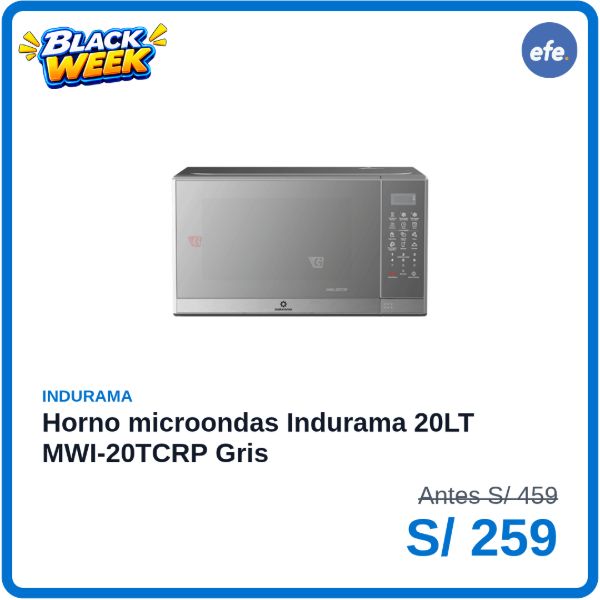 BLACK
WEEK
efe.
INDURAMA
Horno microondas Indurama 20LT
MWI-20TCRP Gris
Antes S/ 459
S/ 259